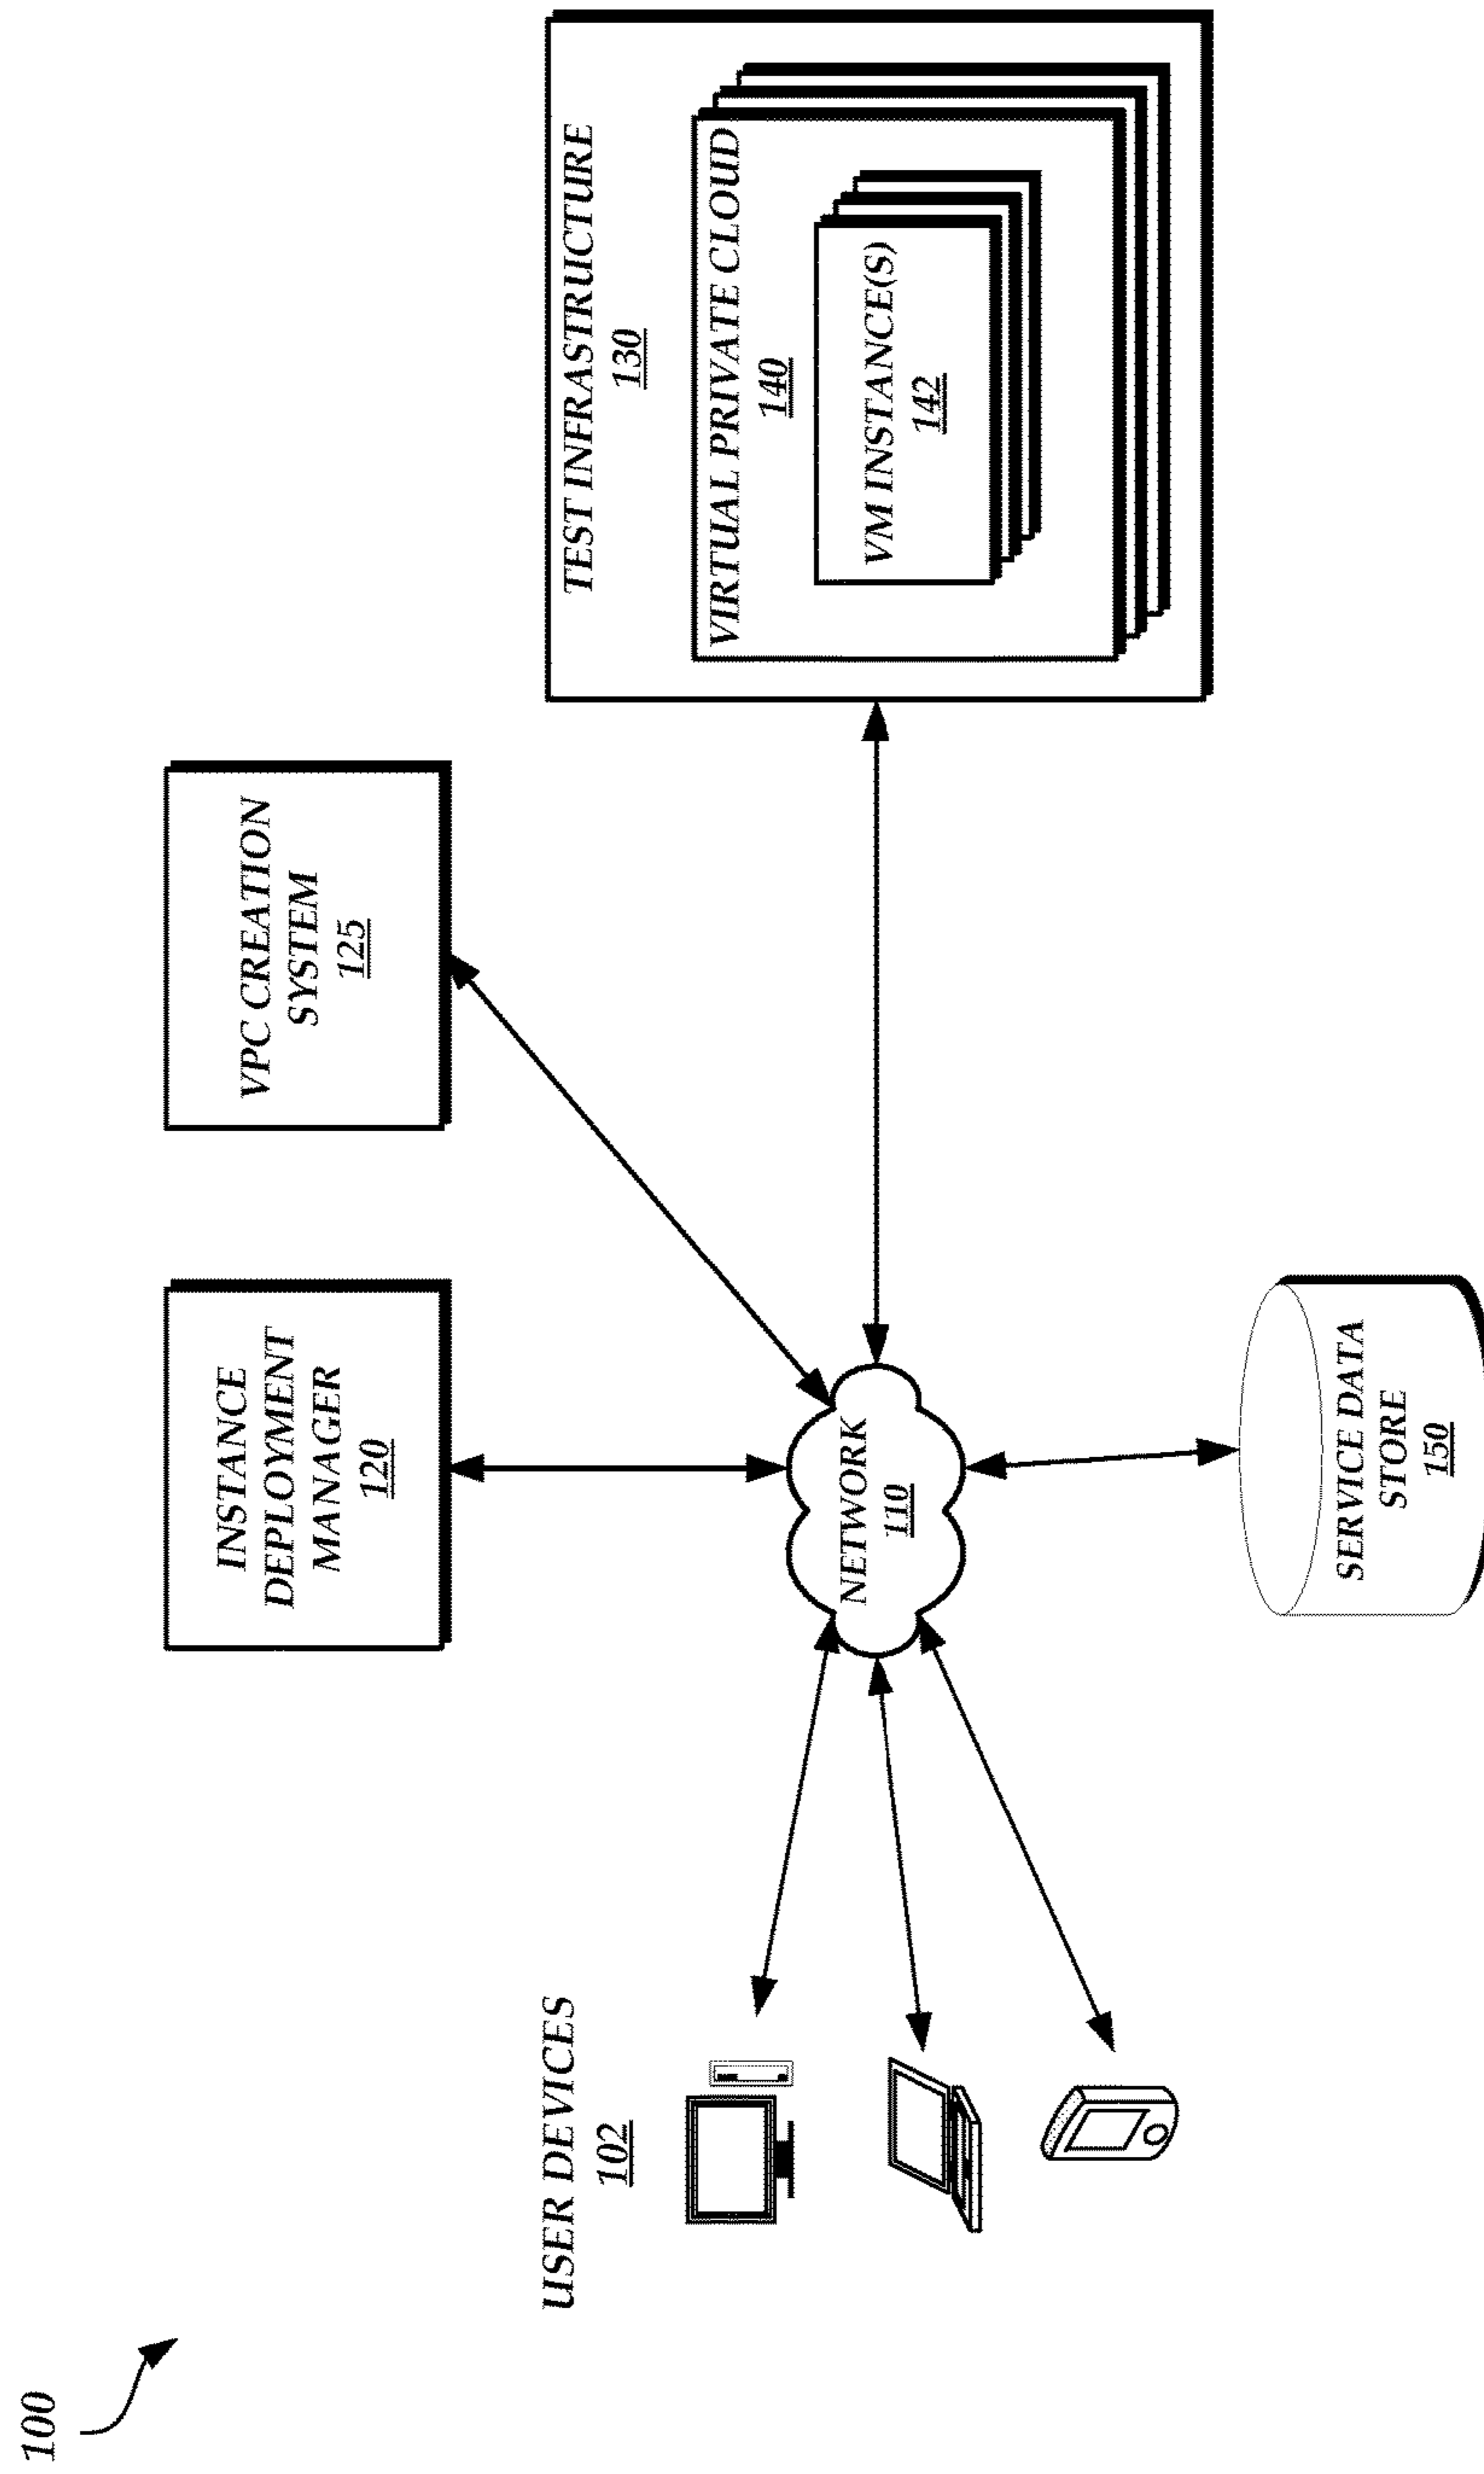 100
INSTANCE
DEPLOYMENT
MANAGER
120
VPC CREATION
SYSTEM
125
USER DEVICES
102
NETWORK
110
TEST INFRASTRUCTURE
130
VIRTUAL PRIVATE CLOUD
140
VM INSTANCE(S)
142
SERVICE DATA
STORE
150